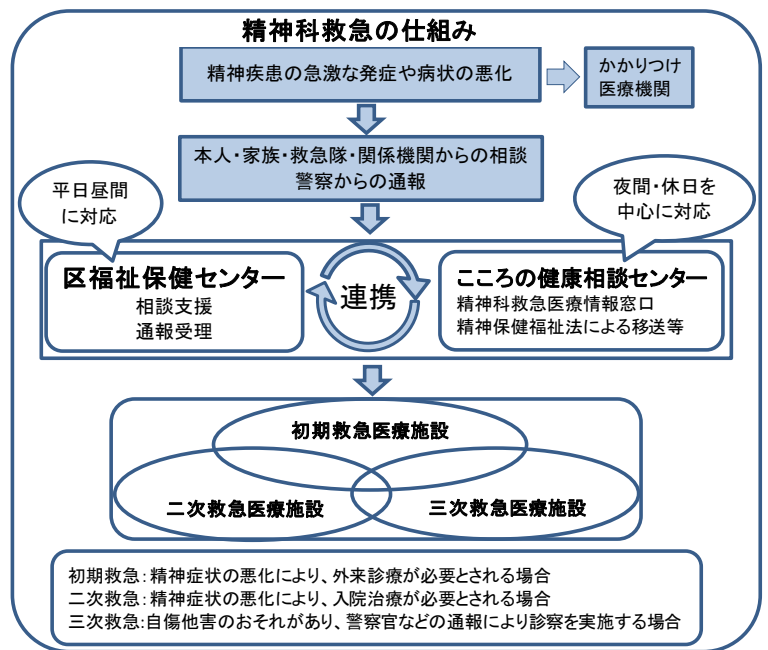 精神科救急の仕組み
精神疾患の急激な発症や病状の悪化
かかりつけ
医療機関
本人・家族・救急隊・関係機関からの相談
警察からの通報
平日昼間
に対応
夜間・休日を
中心に対応
区福祉保健センター
相談支援
通報受理
連携
こころの健康相談センター
精神科救急医療情報窓口
精神保健福祉法による移送等
初期救急医療施設
二次救急医療施設
三次救急医療施設
初期救急：精神症状の悪化により、外来診療が必要とされる場合
二次救急：精神症状の悪化により、入院治療が必要とされる場合
三次救急：自傷他害のおそれがあり、警察官などの通報により診察を実施する場合